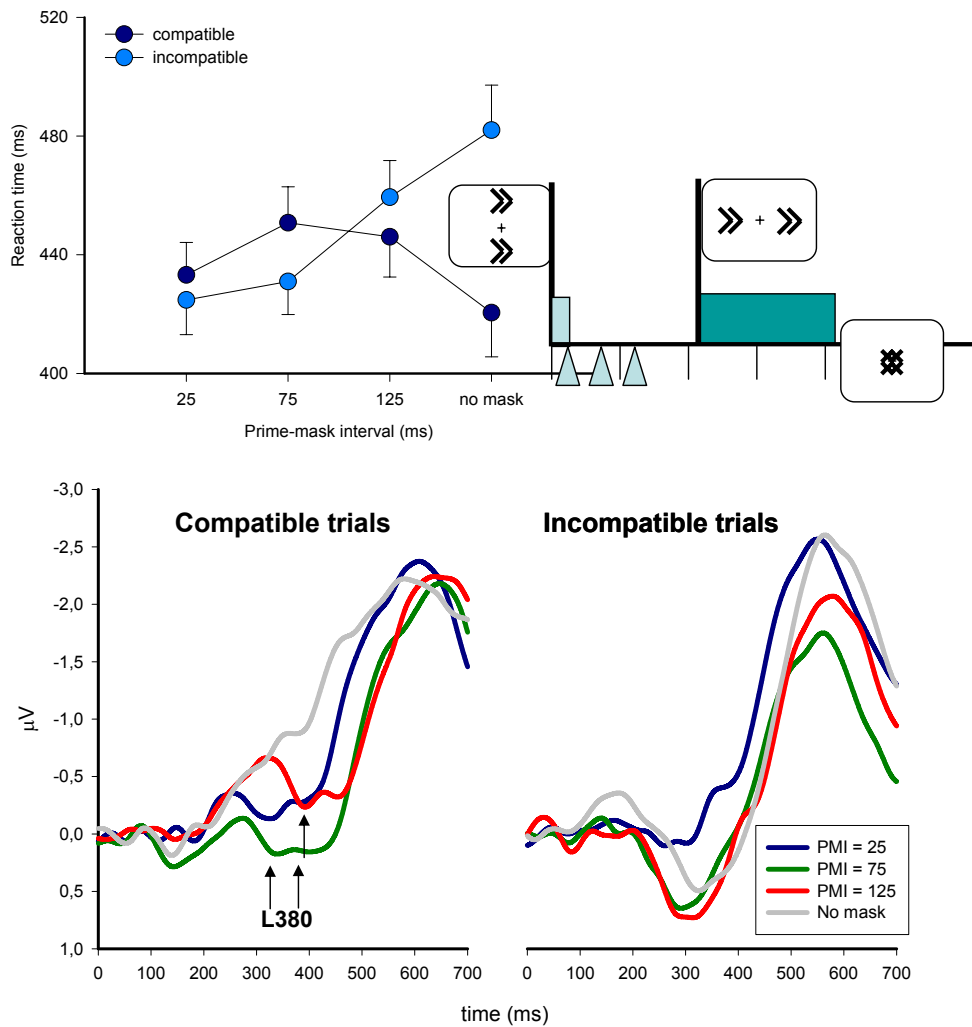 520
480
440
400
Reaction time (ms)
compatible
incompatible
25 75 125 no mask
Prime-mask interval (ms)
+
+
-3,0
-2,5
-2,0
-1,5
-1,0
-0,5
0,0
0,5
1,0
µV
Compatible trials
L380
0 100 200 300 400 500 600 700
Incompatible trials
PMI = 25
PMI = 75
PMI = 125
No mask
0 100 200 300 400 500 600 700
time (ms)